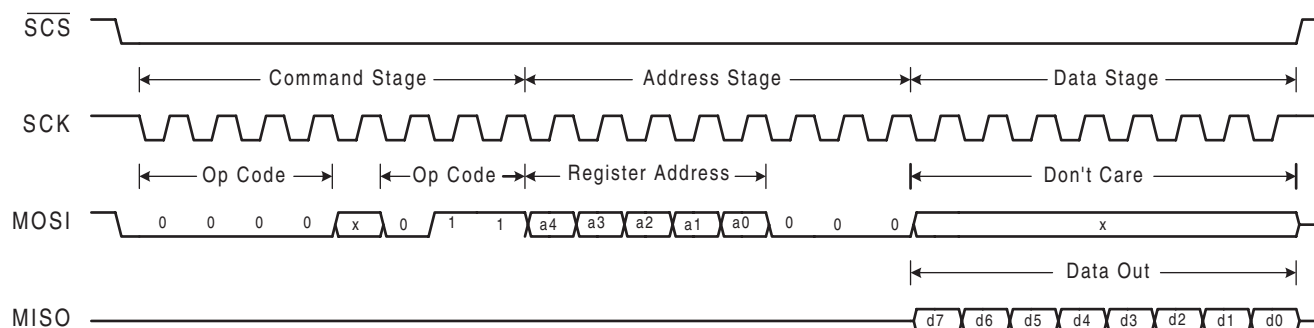 SCS
Command Stage Address Stage Data Stage
SCK
Op Code Op Code Register Address Don't Care
MOSI 0 0 0 0 x 0 1 1 a4 a3 a2 a1 a0 0 0 0 x
Data Out
MISO d7 d6 d5 d4 d3 d2 d1 d0